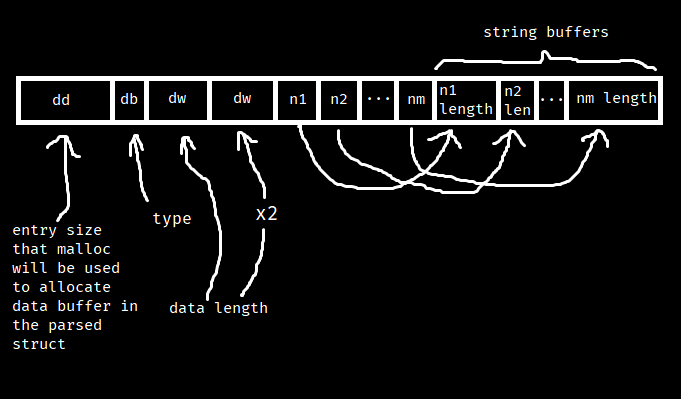 string buffers
dd
db
dw
dw
n1
n2
...
nm
n1
length
n2
len
...
nm length
type
x2
entry size
that malloc
will be used
to allocate
data buffer in
the parsed
struct
data length